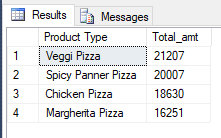 Results Messages
Product Type Total_amt
1 Veggi Pizza 21207
2 Spicy Panner Pizza 20007
3 Chicken Pizza 18630
4 Margherita Pizza 16251